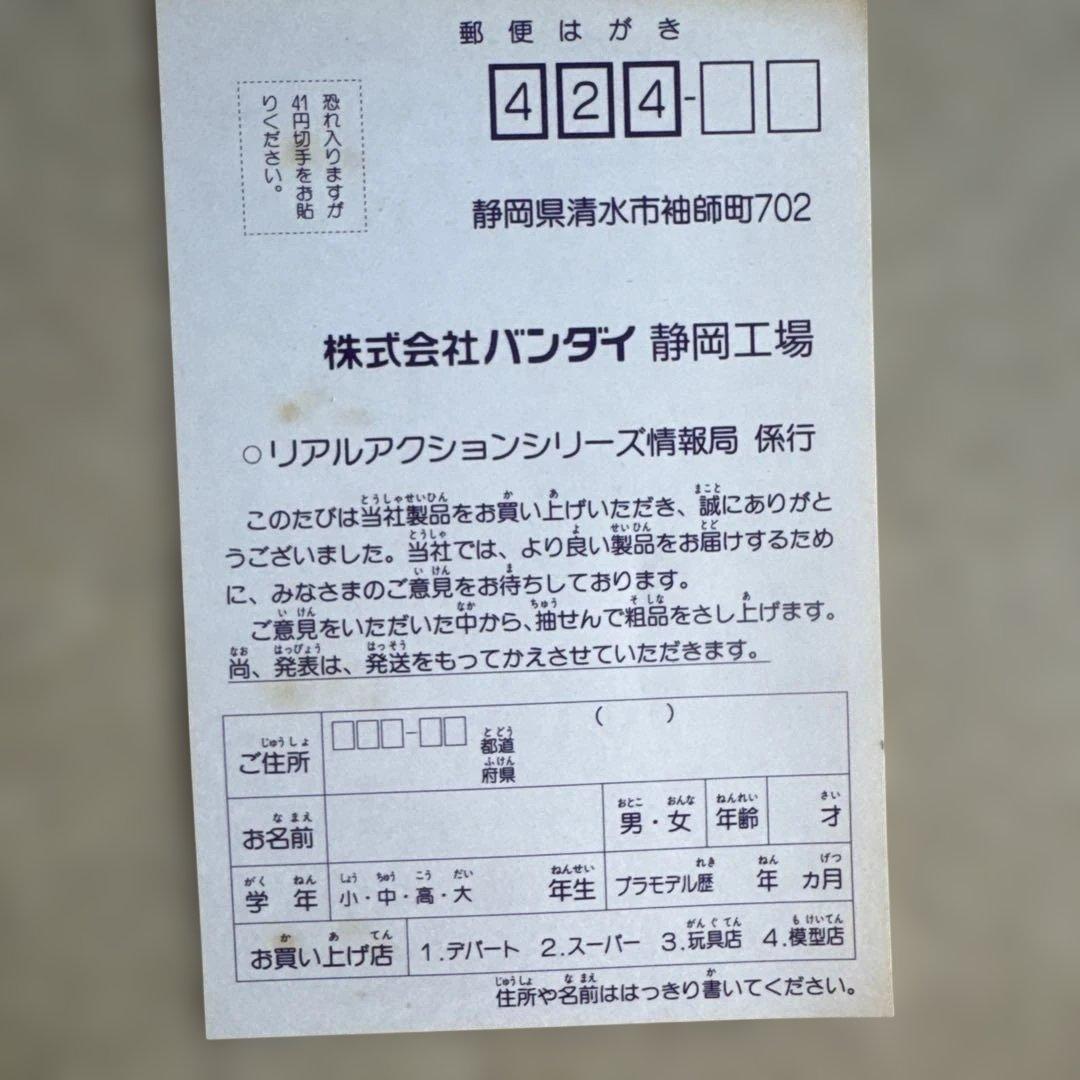 郵便はがき
424-
恐れ入りますが
41円切手をお貼
りください。
静岡県清水市袖師町702
株式会社バンダイ 静岡工場
○リアルアクションシリーズ情報局 係行
このたびは当社製品をお買い上げいただき、誠にありがと
うございました。当社では、より良い製品をお届けするため
に、みなさまのご意見をお待ちしております。
ご意見をいただいた中から、抽せんで粗品をさし上げます。
尚、発表は、発送をもってかえさせていただきます。
ご住所 - 都道府県 ( )
お名前 男・女 年齢 才
学年 小・中・高・大 年生 プラモデル歴 年 カ月
お買い上げ店 1.デパート 2.スーパー 3.玩具店 4.模型店
住所や名前ははっきり書いてください。